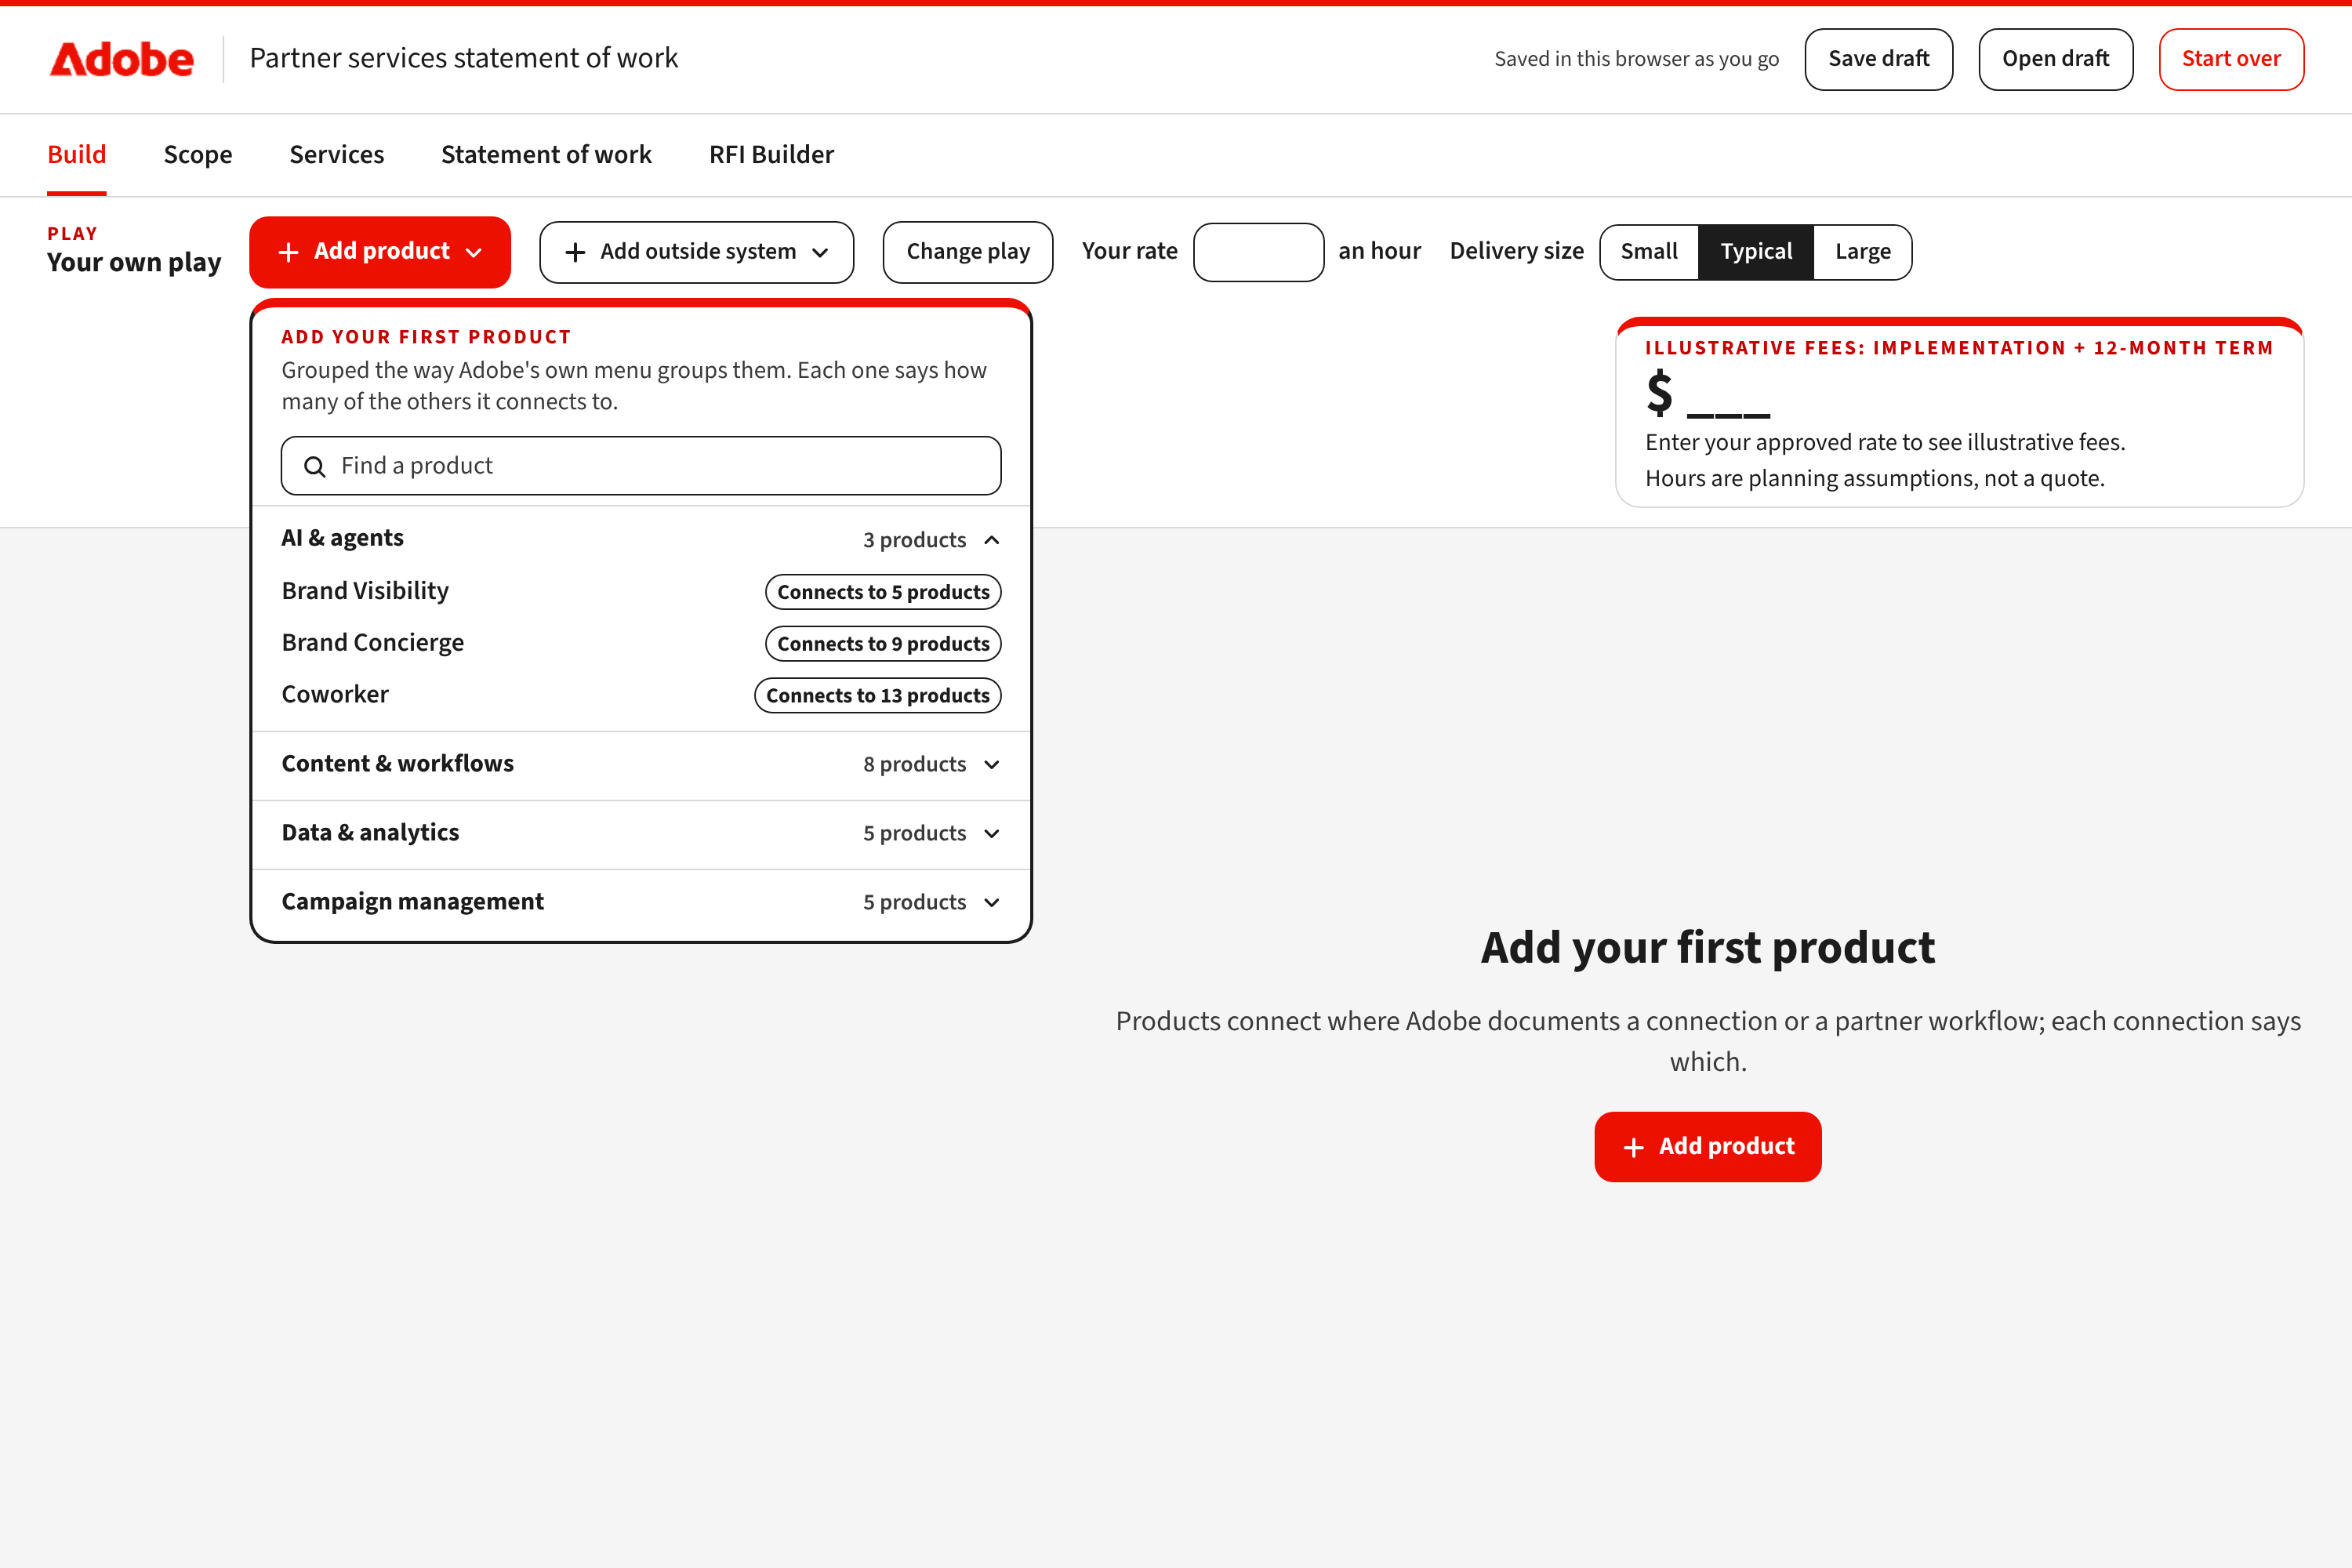 Adobe
Partner services statement of work
Saved in this browser as you go
Save draft
Open draft
Start over
Build
Scope
Services
Statement of work
RFI Builder
PLAY
Your own play
Add product
Add outside system
Change play
Your rate
an hour
Delivery size
Small
Typical
Large
ADD YOUR FIRST PRODUCT
Grouped the way Adobe's own menu groups them. Each one says how
many of the others it connects to.
Find a product
AI & agents
3 products
Brand Visibility
Connects to 5 products
Brand Concierge
Connects to 9 products
Coworker
Connects to 13 products
Content & workflows
8 products
Data & analytics
5 products
Campaign management
5 products
ILLUSTRATIVE FEES: IMPLEMENTATION + 12-MONTH TERM
$ ___
Enter your approved rate to see illustrative fees.
Hours are planning assumptions, not a quote.
Add your first product
Products connect where Adobe documents a connection or a partner workflow; each connection says
which.
Add product